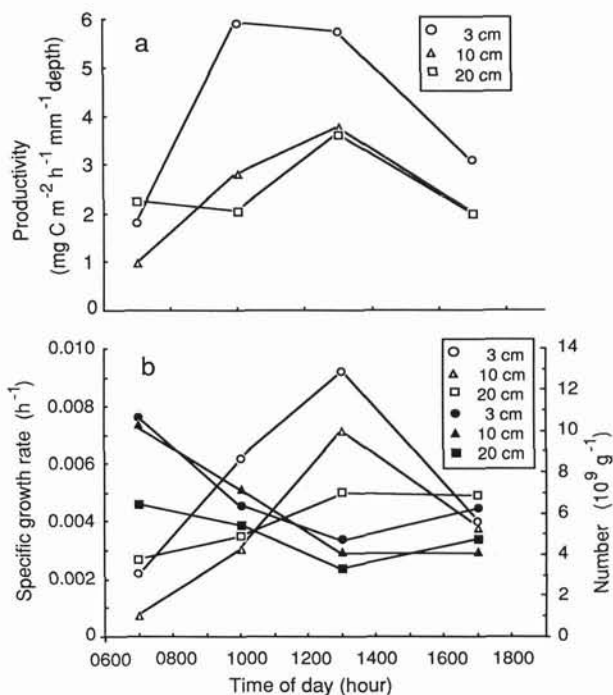 a
6
5
4
3
2
1
0
Productivity
(mg C m⁻² h⁻¹ mm⁻¹ depth)
3 cm
10 cm
20 cm
b
0.010
0.008
0.006
0.004
0.002
0
Specific growth rate (h⁻¹)
3 cm
10 cm
20 cm
3 cm
10 cm
20 cm
14
12
10
8
6
4
2
0
Number (10⁹ g⁻¹)
0600 0800 1000 1200 1400 1600 1800
Time of day (hour)